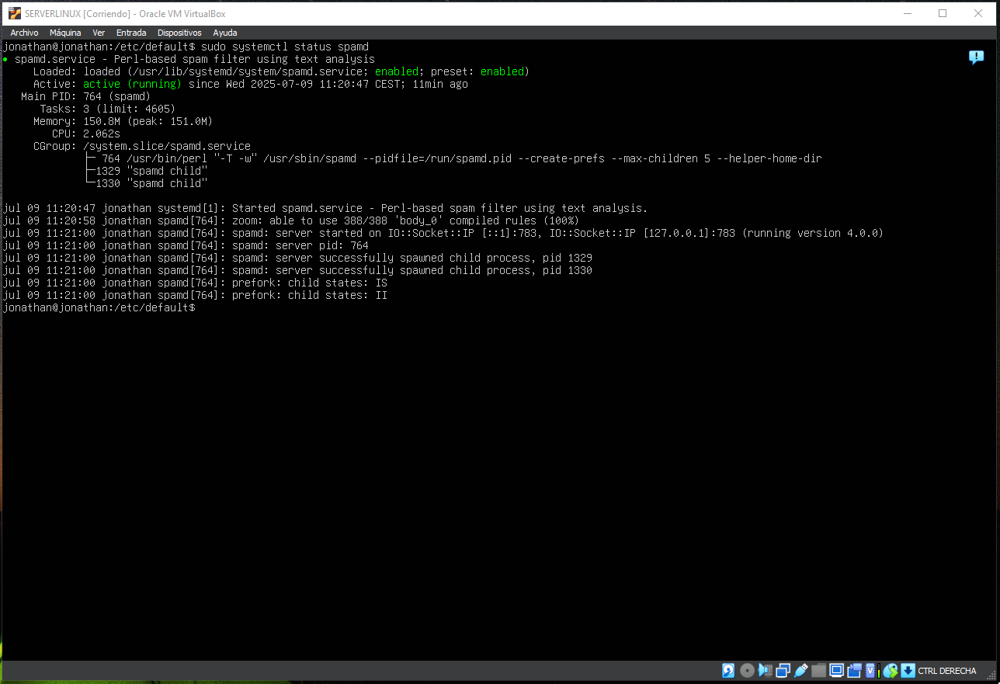 SERVERLINUX [Corriendo] - Oracle VM VirtualBox
Archivo Máquina Ver Entrada Dispositivos Ayuda
jonathan@jonathan:/etc/default$ sudo systemctl status spamd
● spamd.service - Perl-based spam filter using text analysis
Loaded: loaded (/usr/lib/systemd/system/spamd.service; enabled; preset: enabled)
Active: active (running) since Wed 2025-07-09 11:20:47 CEST; 11min ago
Main PID: 764 (spamd)
Tasks: 3 (limit: 4605)
Memory: 150.8M (peak: 151.0M)
CPU: 2.062s
CGroup: /system.slice/spamd.service
├─ 764 /usr/bin/perl "-T -w" /usr/sbin/spamd --pidfile=/run/spamd.pid --create-prefs --max-children 5 --helper-home-dir
├─1329 "spamd child"
└─1330 "spamd child"
jul 09 11:20:47 jonathan systemd[1]: Started spamd.service - Perl-based spam filter using text analysis.
jul 09 11:20:58 jonathan spamd[764]: zoom: able to use 388/388 'body_0' compiled rules (100%)
jul 09 11:21:00 jonathan spamd[764]: spamd: server started on IO::Socket::IP [::1]:783, IO::Socket::IP [127.0.0.1]:783 (running version 4.0.0)
jul 09 11:21:00 jonathan spamd[764]: spamd: server pid: 764
jul 09 11:21:00 jonathan spamd[764]: spamd: server successfully spawned child process, pid 1329
jul 09 11:21:00 jonathan spamd[764]: spamd: server successfully spawned child process, pid 1330
jul 09 11:21:00 jonathan spamd[764]: prefork: child states: IS
jul 09 11:21:00 jonathan spamd[764]: prefork: child states: II
jonathan@jonathan:/etc/default$
CTRL DERECHA